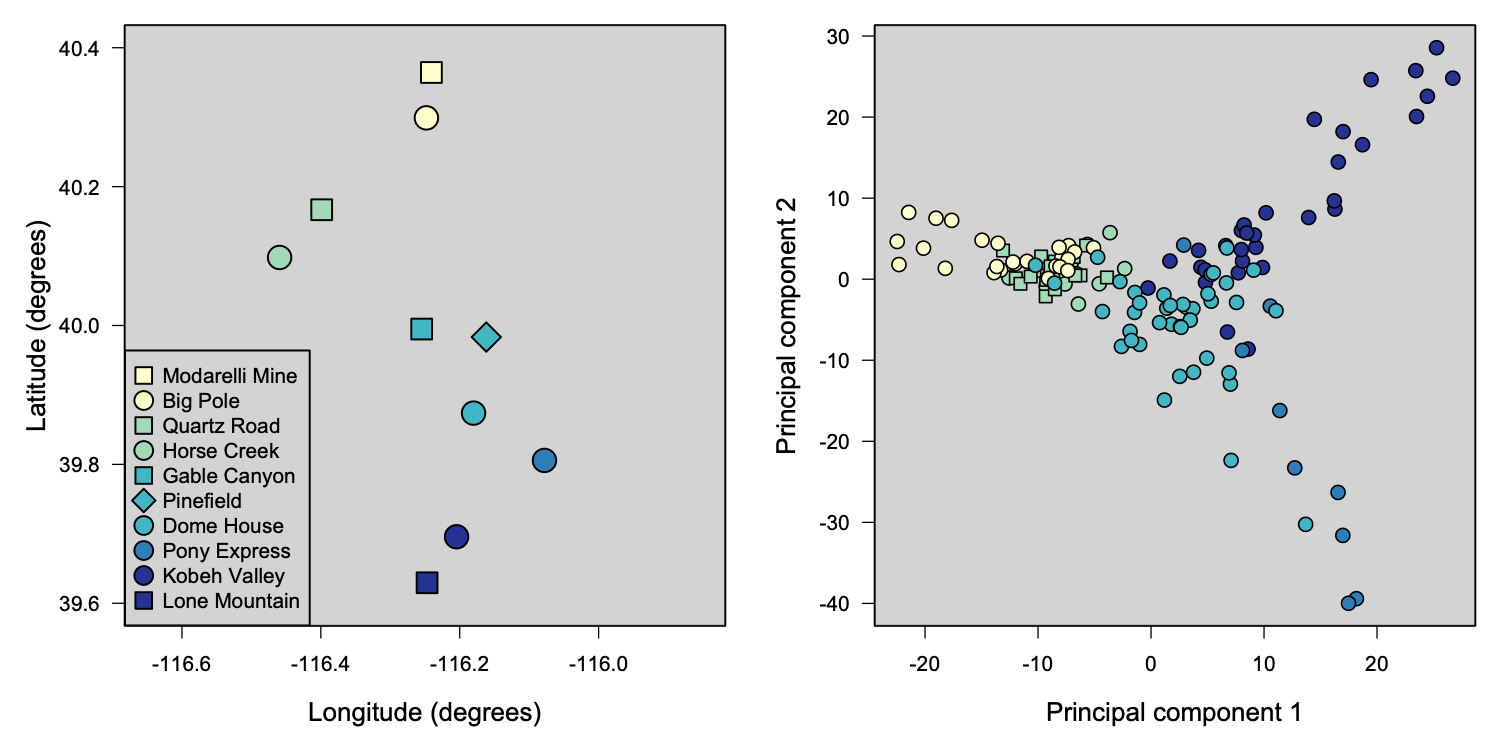 Latitude (degrees)
40.4
40.2
40.0
39.8
39.6
Modarelli Mine
Big Pole
Quartz Road
Horse Creek
Gable Canyon
Pinefield
Dome House
Pony Express
Kobeh Valley
Lone Mountain
-116.6 -116.4 -116.2 -116.0
Longitude (degrees)
Principal component 2
30
20
10
0
-10
-20
-30
-40
-20 -10 0 10 20
Principal component 1